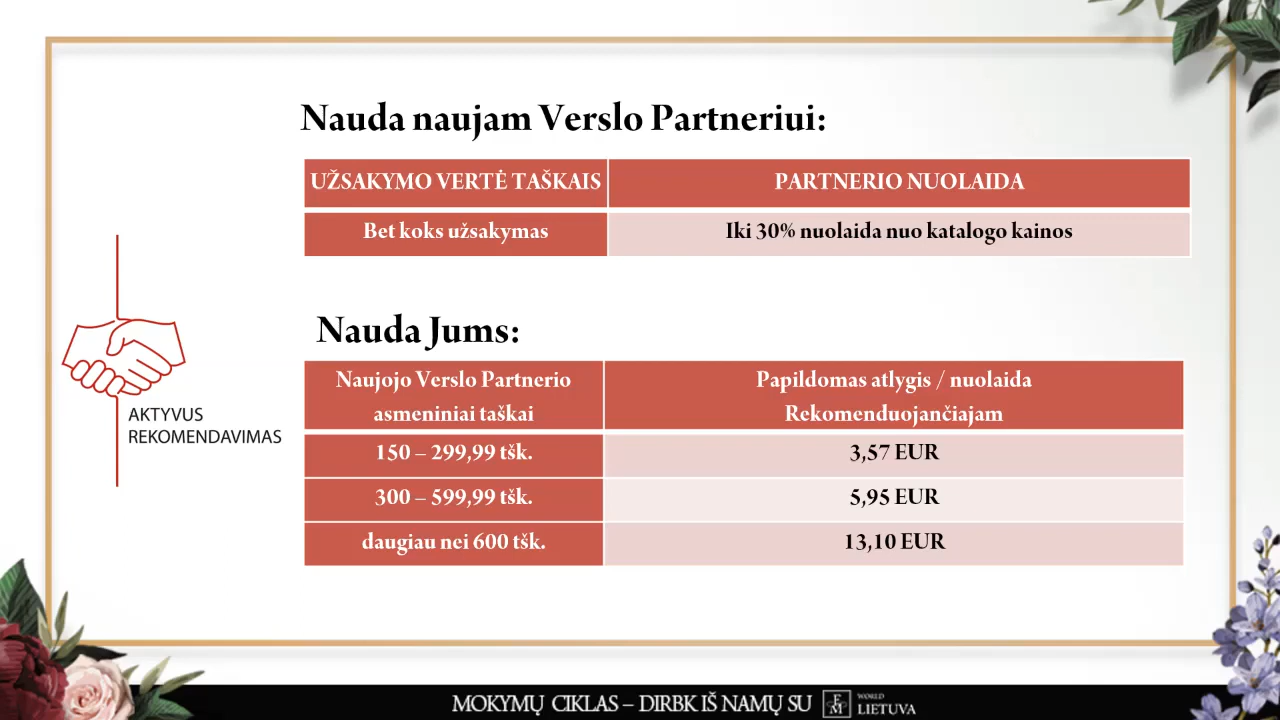 Nauda naujam Verslo Partneriui:
UŽSAKYMO VERTĖ TAŠKAIS PARTNERIO NUOLAIDA
Bet koks užsakymas Iki 30% nuolaida nuo katalogo kainos
Nauda Jums:
Naujojo Verslo Partnerio Papildomas atlygis / nuolaida
asmeniniai taškai Rekomenduojančiajam
150 – 299,99 tšk. 3,57 EUR
300 – 599,99 tšk. 5,95 EUR
daugiau nei 600 tšk. 13,10 EUR
AKTYVUS
REKOMENDAVIMAS
MOKYMŲ CIKLAS – DIRBK IŠ NAMŲ SU FM WORLD
LIETUVA